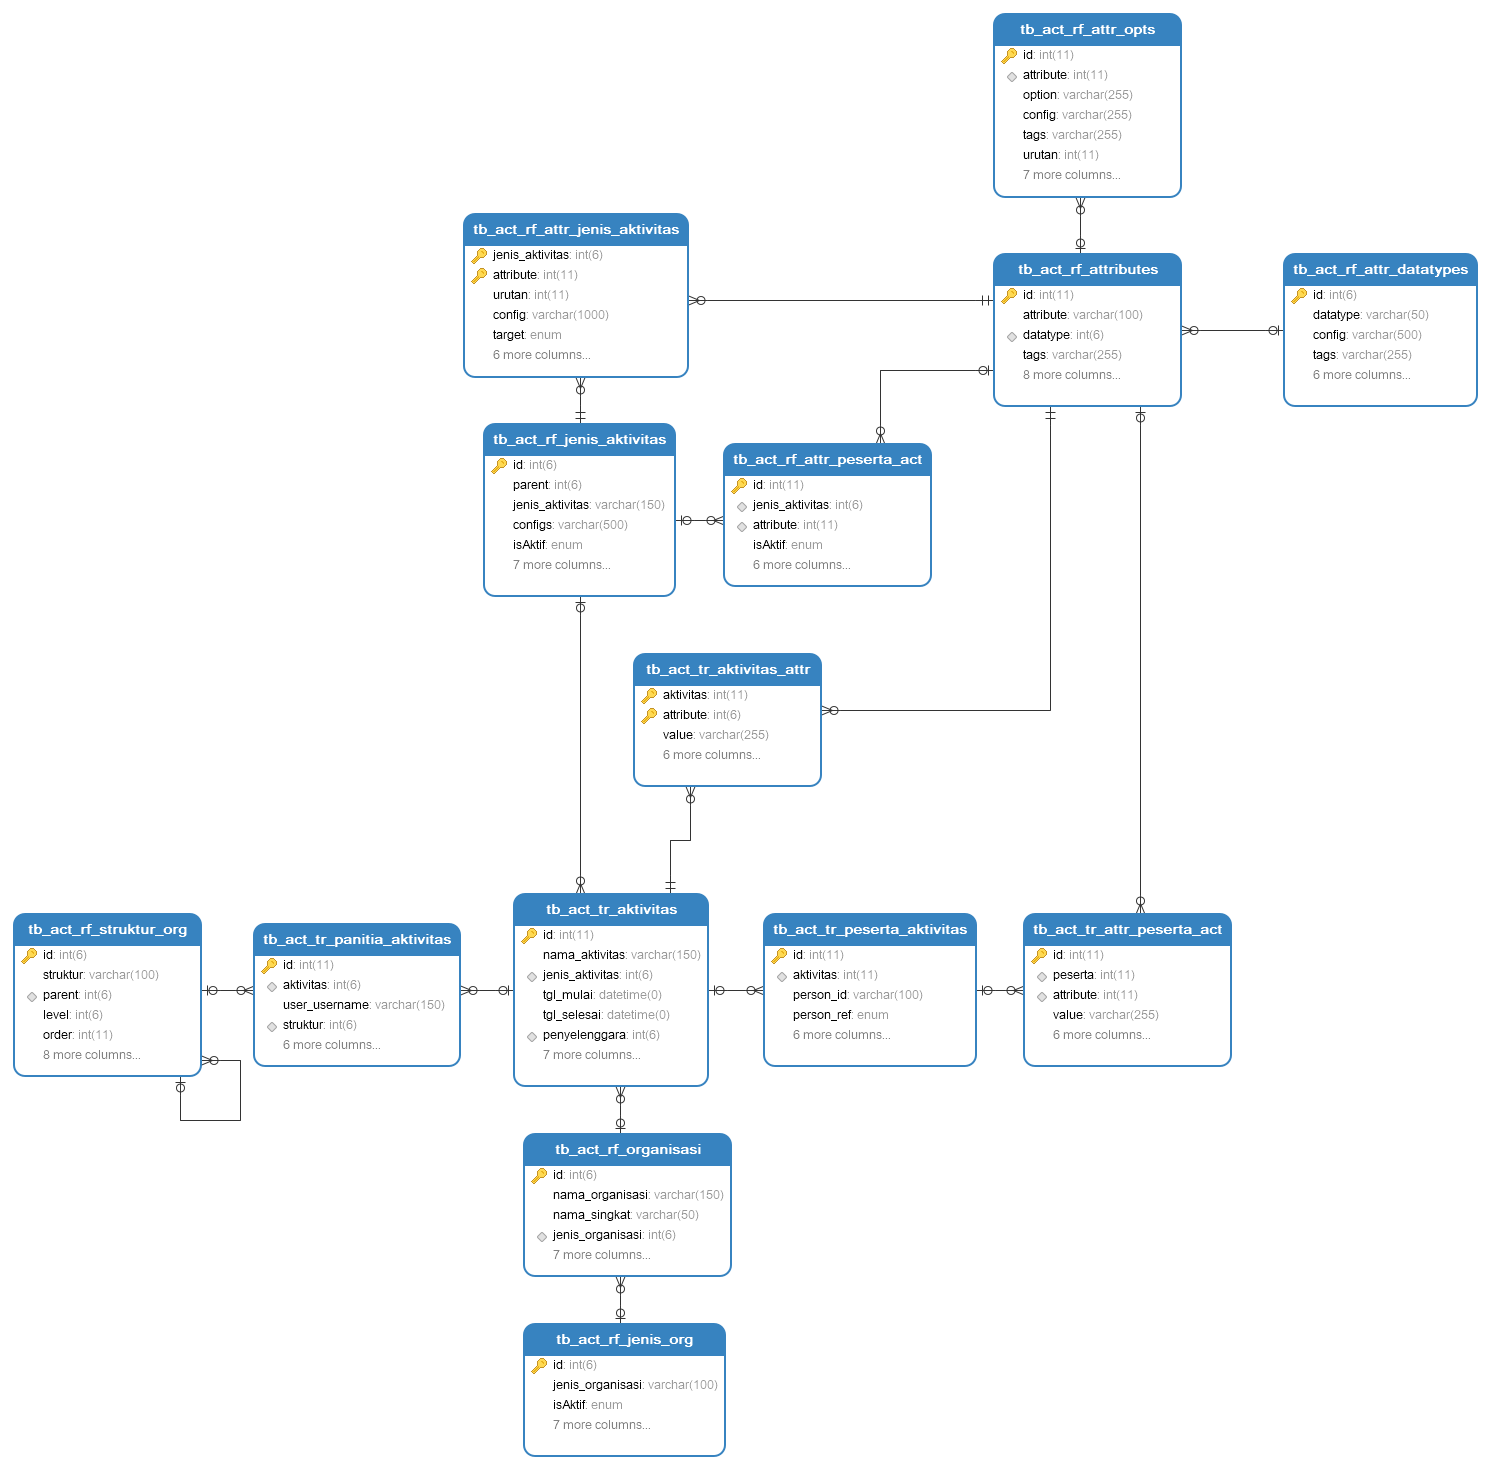 tb_act_rf_attr_opts
id: int(11)
attribute: int(11)
option: varchar(255)
config: varchar(255)
tags: varchar(255)
urutan: int(11)
7 more columns...
tb_act_rf_attr_jenis_aktivitas
jenis_aktivitas: int(6)
attribute: int(11)
urutan: int(11)
config: varchar(1000)
target: enum
6 more columns...
tb_act_rf_attributes
id: int(11)
attribute: varchar(100)
datatype: int(6)
tags: varchar(255)
8 more columns...
tb_act_rf_attr_datatypes
id: int(6)
datatype: varchar(50)
config: varchar(500)
tags: varchar(255)
6 more columns...
tb_act_rf_jenis_aktivitas
id: int(6)
parent: int(6)
jenis_aktivitas: varchar(150)
configs: varchar(500)
isAktif: enum
7 more columns...
tb_act_rf_attr_peserta_act
id: int(11)
jenis_aktivitas: int(6)
attribute: int(11)
isAktif: enum
6 more columns...
tb_act_tr_aktivitas_attr
aktivitas: int(11)
attribute: int(6)
value: varchar(255)
6 more columns...
tb_act_rf_struktur_org
id: int(6)
struktur: varchar(100)
parent: int(6)
level: int(6)
order: int(11)
8 more columns...
tb_act_tr_panitia_aktivitas
id: int(11)
aktivitas: int(6)
user_username: varchar(150)
struktur: int(6)
6 more columns...
tb_act_tr_aktivitas
id: int(11)
nama_aktivitas: varchar(150)
jenis_aktivitas: int(6)
tgl_mulai: datetime(0)
tgl_selesai: datetime(0)
penyelenggara: int(6)
7 more columns...
tb_act_tr_peserta_aktivitas
id: int(11)
aktivitas: int(11)
person_id: varchar(100)
person_ref: enum
6 more columns...
tb_act_tr_attr_peserta_act
id: int(11)
peserta: int(11)
attribute: int(11)
value: varchar(255)
6 more columns...
tb_act_rf_organisasi
id: int(6)
nama_organisasi: varchar(150)
nama_singkat: varchar(50)
jenis_organisasi: int(6)
7 more columns...
tb_act_rf_jenis_org
id: int(6)
jenis_organisasi: varchar(100)
isAktif: enum
7 more columns...